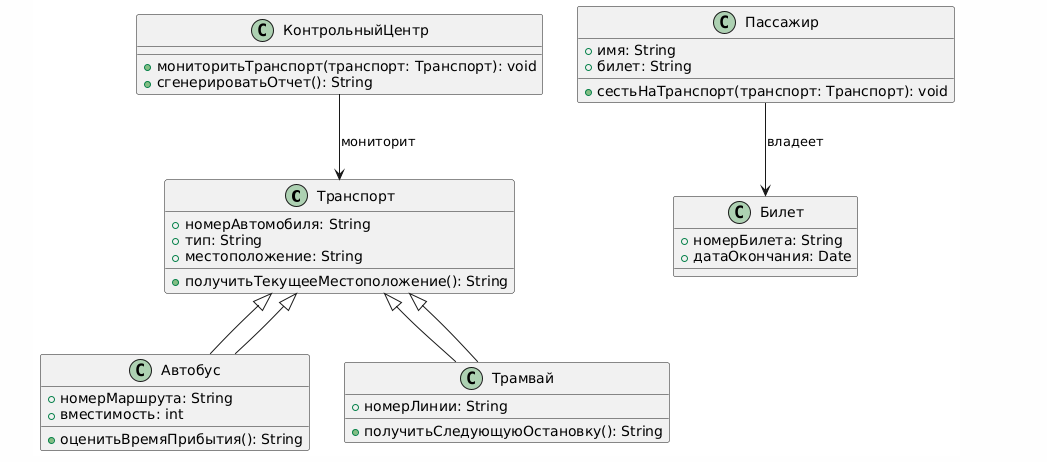 C КонтрольныйЦентр
мониторитьТранспорт(транспорт: Транспорт): void
сгенерироватьОтчет(): String
C Пассажир
имя: String
билет: String
сестьНаТранспорт(транспорт: Транспорт): void
мониторит
владеет
C Транспорт
номерАвтомобиля: String
тип: String
местоположение: String
получитьТекущееМестоположение(): String
C Билет
номерБилета: String
датаОкончания: Date
C Автобус
номерМаршрута: String
вместимость: int
оценитьВремяПрибытия(): String
C Трамвай
номерЛинии: String
получитьСледующуюОстановку(): String